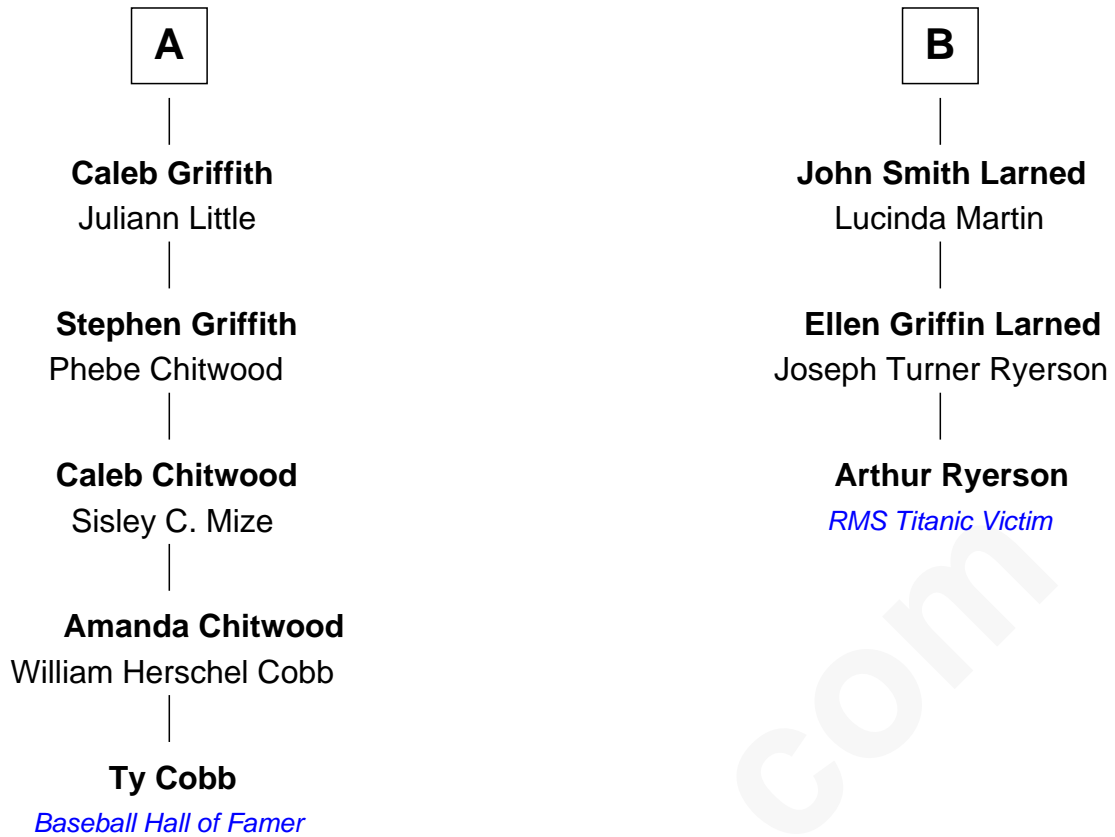 A
Caleb Griffith
Juliann Little
Stephen Griffith
Phebe Chitwood
Caleb Chitwood
Sisley C. Mize
Amanda Chitwood
William Herschel Cobb
Ty Cobb
Baseball Hall of Famer
B
John Smith Larned
Lucinda Martin
Ellen Griffin Larned
Joseph Turner Ryerson
Arthur Ryerson
RMS Titanic Victim
com